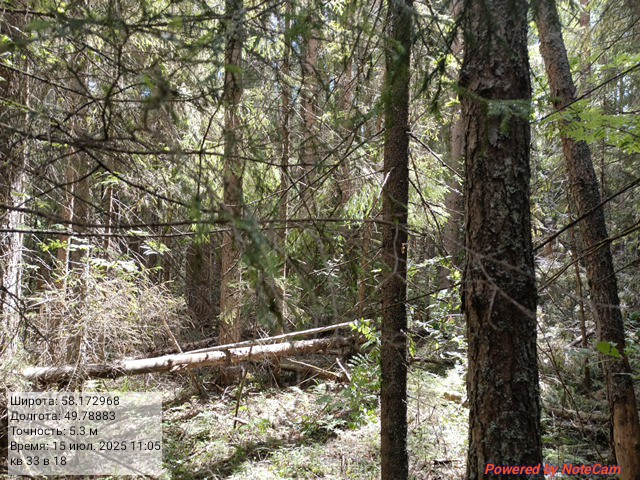 Широта: 58.172968
Долгота: 49.78883
Точность: 5.3 м
Время: 15 июл. 2025 11:05
кв 33 в 18
Powered by NoteCam